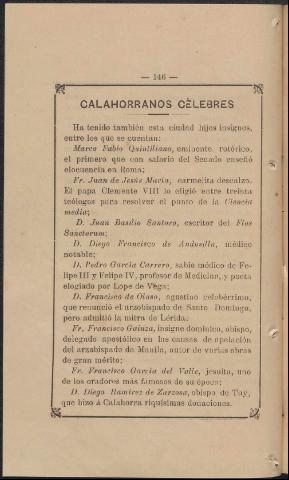 — 146 —
CALAHORRANOS CÉLEBRES
Ha tenido también esta ciudad hijos insignes,
entre los que se cuentan:
Marco Fabio Quintiliano, eminente retórico,
el primero que con salario del Senado enseñó
elocuencia en Roma;
Fr. Juan de Jesús María, carmelita descalzo.
El papa Clemente VIII lo eligió entre treinta
teólogos para resolver el punto de la Ciencia
media;
D. Juan Basilio Santoro, escritor del Flos
Sanctorum;
D. Diego Francisco de Andosilla, médico
notable;
D. Pedro García Carrero, sabio médico de Fe-
lipe III y Felipe IV, profesor de Medicina, y poeta
elogiado por Lope de Vega;
D. Francisco de Olaso, agustino celebérrimo,
que renunció el arzobispado de Santo Domingo,
pero admitió la mitra de Lérida;
Fr. Francisco Gainza, insigne dominico, obispo,
delegado apostólico en las causas de apelación
del arzobispado de Manila, autor de varias obras
de gran mérito;
Fr. Francisco García del Valle, jesuita, uno
de los oradores más famosos de su época;
D. Diego Ramírez de Zarzosa, obispo de Tuy,
que hizo á Calahorra riquísimas donaciones.